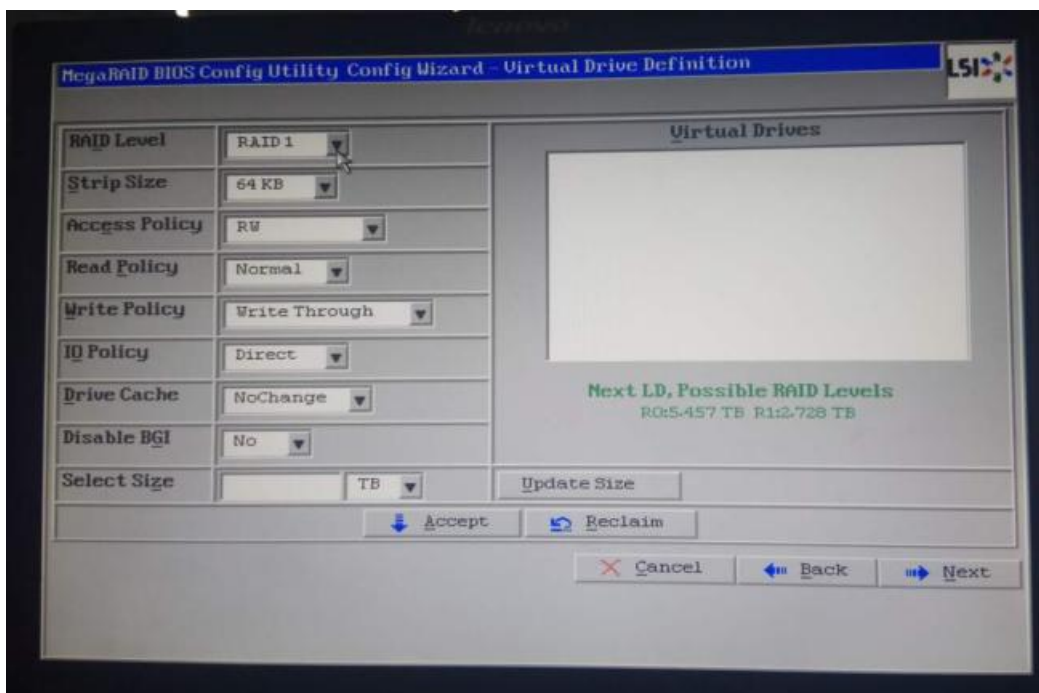 lenovo
MegaRAID BIOS Config Utility Config Wizard - Virtual Drive Definition
LSI
RAID Level RAID 1
Strip Size 64 KB
Access Policy RW
Read Policy Normal
Write Policy Write Through
IO Policy Direct
Drive Cache NoChange
Disable BGI No
Select Size TB
Virtual Drives
Next LD, Possible RAID Levels
R0:5.457 TB R1:2.728 TB
Update Size
Accept Reclaim
Cancel Back Next